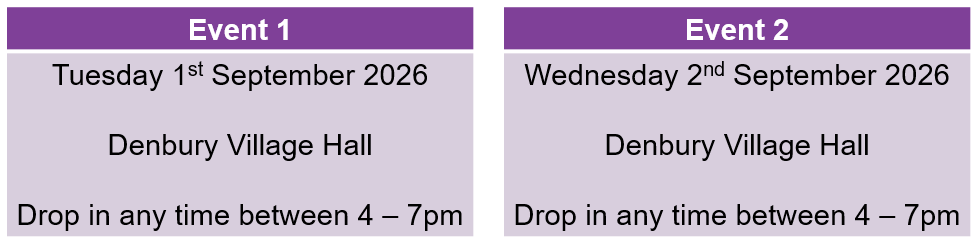 Event 1
Tuesday 1st September 2026
Denbury Village Hall
Drop in any time between 4 – 7pm
Event 2
Wednesday 2nd September 2026
Denbury Village Hall
Drop in any time between 4 – 7pm